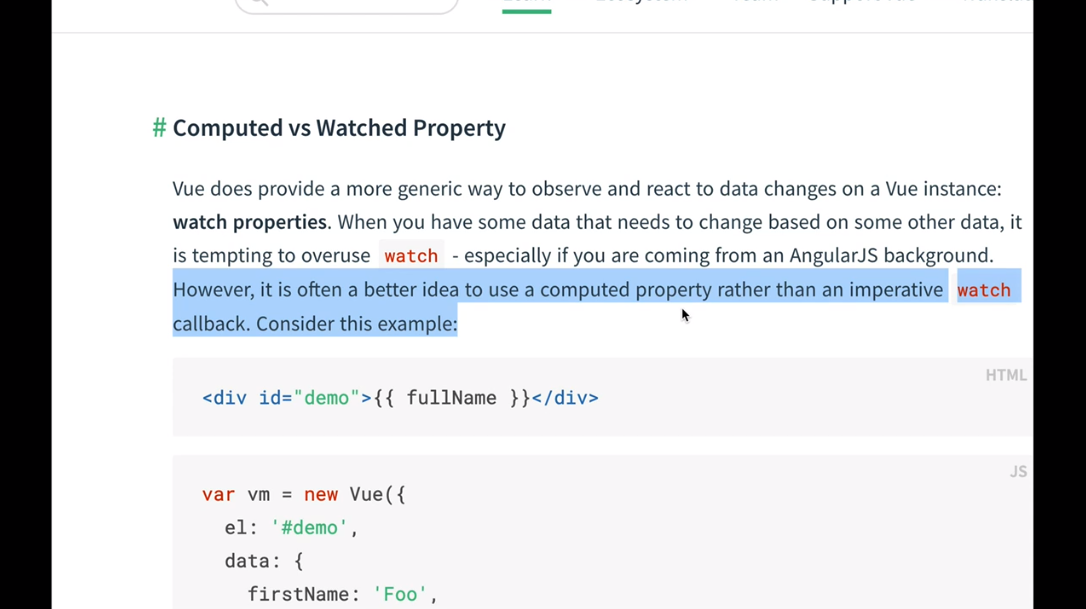 # Computed vs Watched Property
Vue does provide a more generic way to observe and react to data changes on a Vue instance:
watch properties. When you have some data that needs to change based on some other data, it
is tempting to overuse watch - especially if you are coming from an AngularJS background.
However, it is often a better idea to use a computed property rather than an imperative watch
callback. Consider this example:
HTML
<div id="demo">{{ fullName }}</div>
JS
var vm = new Vue({
el: '#demo',
data: {
firstName: 'Foo',